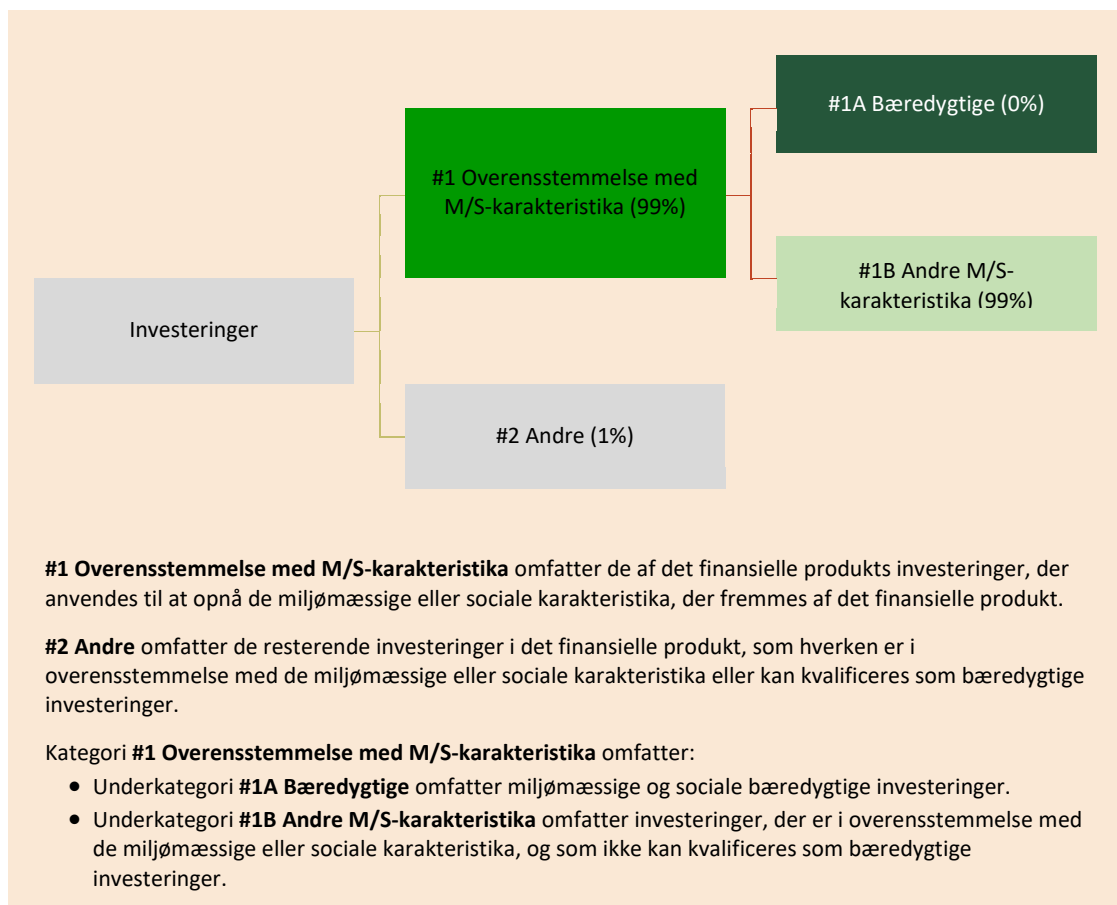 #1A Bæredygtige (0%)
#1 Overensstemmelse med
M/S-karakteristika (99%)
#1B Andre M/S-
karakteristika (99%)
Investeringer
#2 Andre (1%)
#1 Overensstemmelse med M/S-karakteristika omfatter de af det finansielle produkts investeringer, der
anvendes til at opnå de miljømæssige eller sociale karakteristika, der fremmes af det finansielle produkt.
#2 Andre omfatter de resterende investeringer i det finansielle produkt, som hverken er i
overensstemmelse med de miljømæssige eller sociale karakteristika eller kan kvalificeres som bæredygtige
investeringer.
Kategori #1 Overensstemmelse med M/S-karakteristika omfatter:
• Underkategori #1A Bæredygtige omfatter miljømæssige og sociale bæredygtige investeringer.
• Underkategori #1B Andre M/S-karakteristika omfatter investeringer, der er i overensstemmelse med
de miljømæssige eller sociale karakteristika, og som ikke kan kvalificeres som bæredygtige
investeringer.